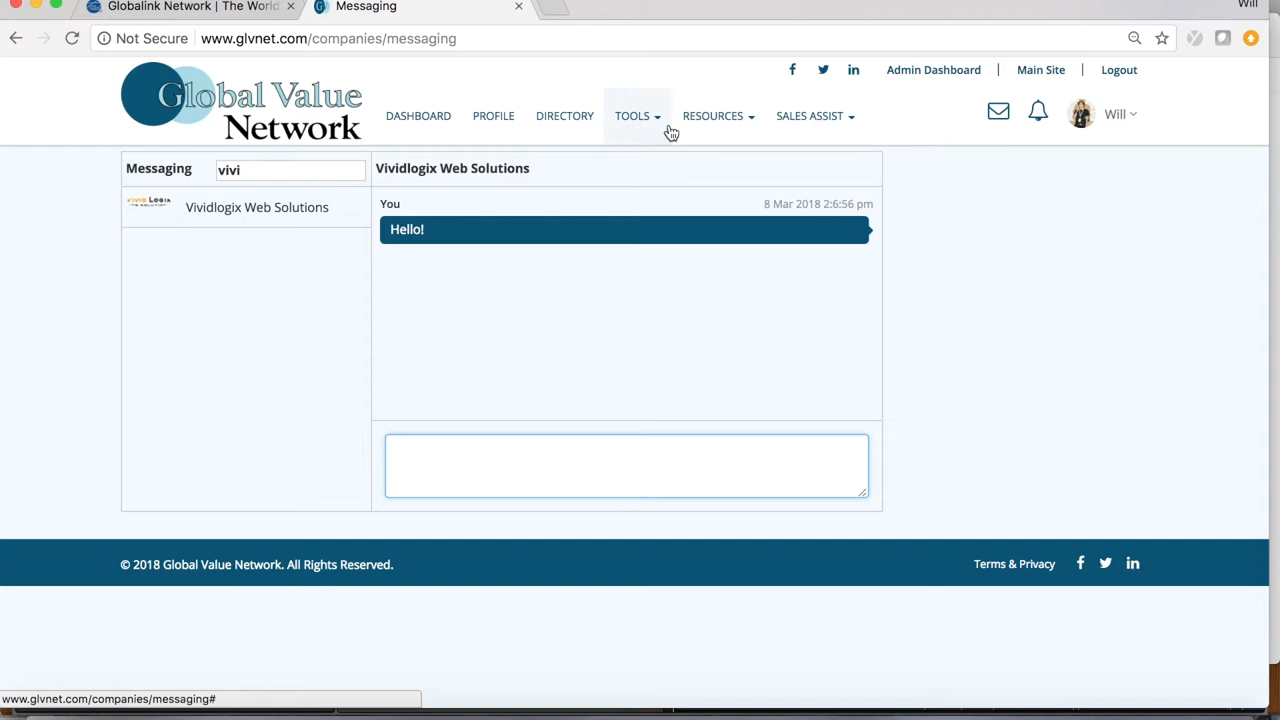 Will
Globalink Network | The World
Messaging
Not Secure
www.glvnet.com/companies/messaging
Admin Dashboard
Main Site
Logout
Global Value
Network
DASHBOARD
PROFILE
DIRECTORY
TOOLS
RESOURCES
SALES ASSIST
Will
Messaging
vivi
Vividlogix Web Solutions
Vividlogix Web Solutions
You
8 Mar 2018 2:6:56 pm
Hello!
© 2018 Global Value Network. All Rights Reserved.
Terms & Privacy
www.glvnet.com/companies/messaging#